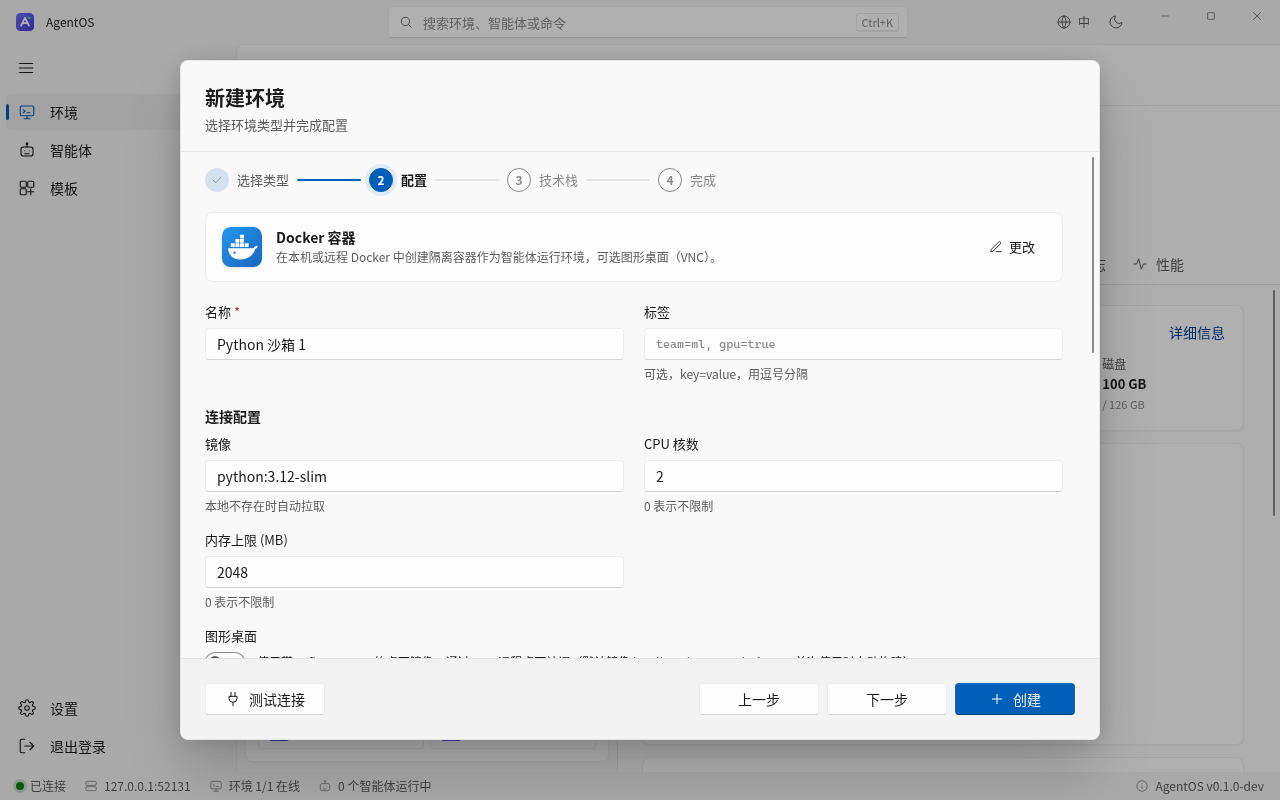 AgentOS
搜索环境、智能体或命令
Ctrl+K
中
环境
智能体
模板
设置
退出登录
新建环境
选择环境类型并完成配置
选择类型
2 配置
3 技术栈
4 完成
Docker 容器
在本机或远程 Docker 中创建隔离容器作为智能体运行环境，可选图形桌面（VNC）。
更改
名称 *
Python 沙箱 1
标签
team=ml, gpu=true
可选，key=value，用逗号分隔
连接配置
镜像
python:3.12-slim
本地不存在时自动拉取
CPU 核数
2
0 表示不限制
内存上限 (MB)
2048
0 表示不限制
图形桌面
测试连接
上一步
下一步
创建
性能
详细信息
磁盘
100 GB
/ 126 GB
已连接
127.0.0.1:52131
环境 1/1 在线
0 个智能体运行中
AgentOS v0.1.0-dev